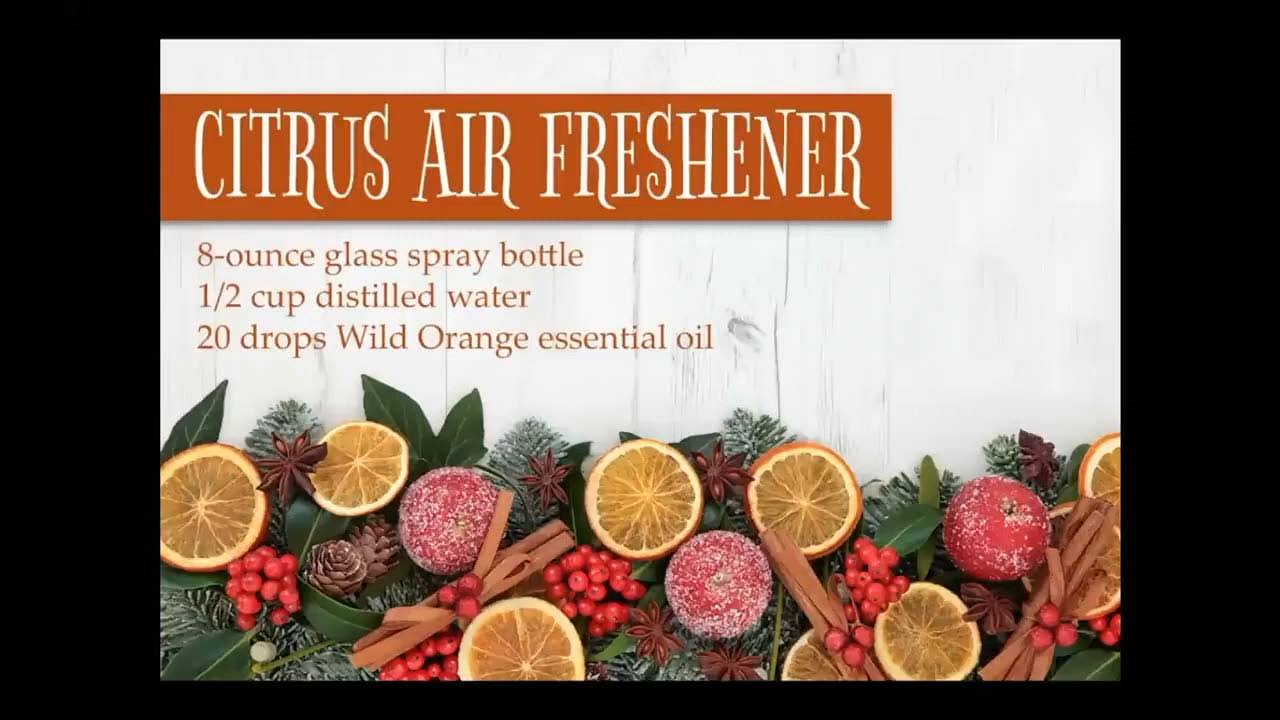 CITRUS AIR FRESHENER
8-ounce glass spray bottle
1/2 cup distilled water
20 drops Wild Orange essential oil